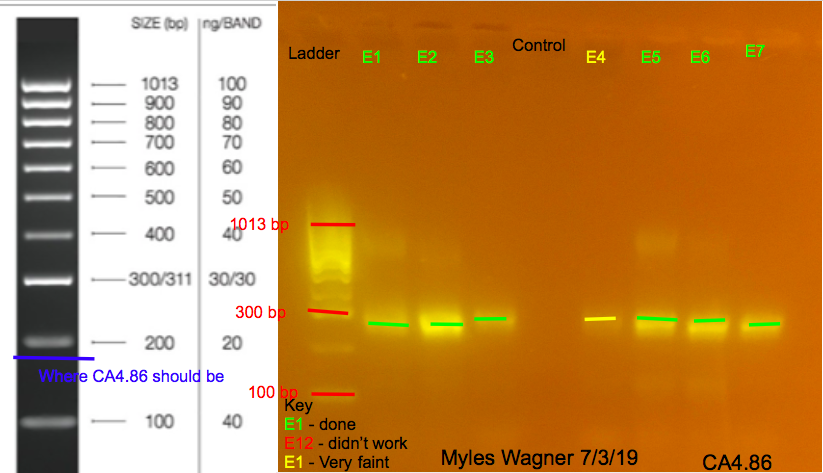 SIZE (bp) ng/BAND
1013 100
900 90
800 80
700 70
600 60
500 50
400 40
300/311 30/30
200 20
Where CA4.86 should be
100 40
Ladder E1 E2 E3 Control E4 E5 E6 E7
1013 bp
300 bp
100 bp
Key
E1 - done
E12 - didn't work
E1 - Very faint
Myles Wagner 7/3/19
CA4.86